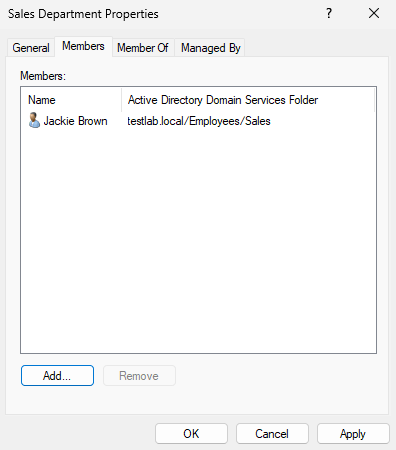 Sales Department Properties
?
General Members Member Of Managed By
Members:
Name Active Directory Domain Services Folder
Jackie Brown testlab.local/Employees/Sales
Add... Remove
OK Cancel Apply